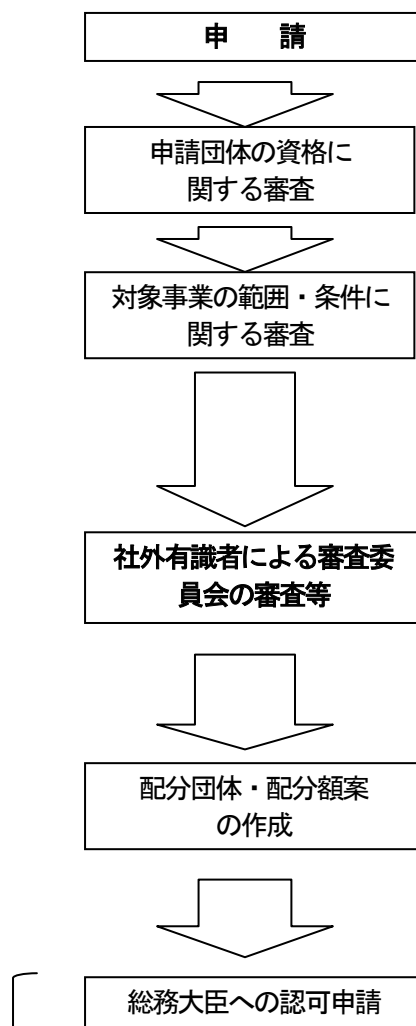 申　請
申請団体の資格に
関する審査
対象事業の範囲・条件に
関する審査
社外有識者による審査委
員会の審査等
配分団体・配分額案
の作成
総務大臣への認可申請